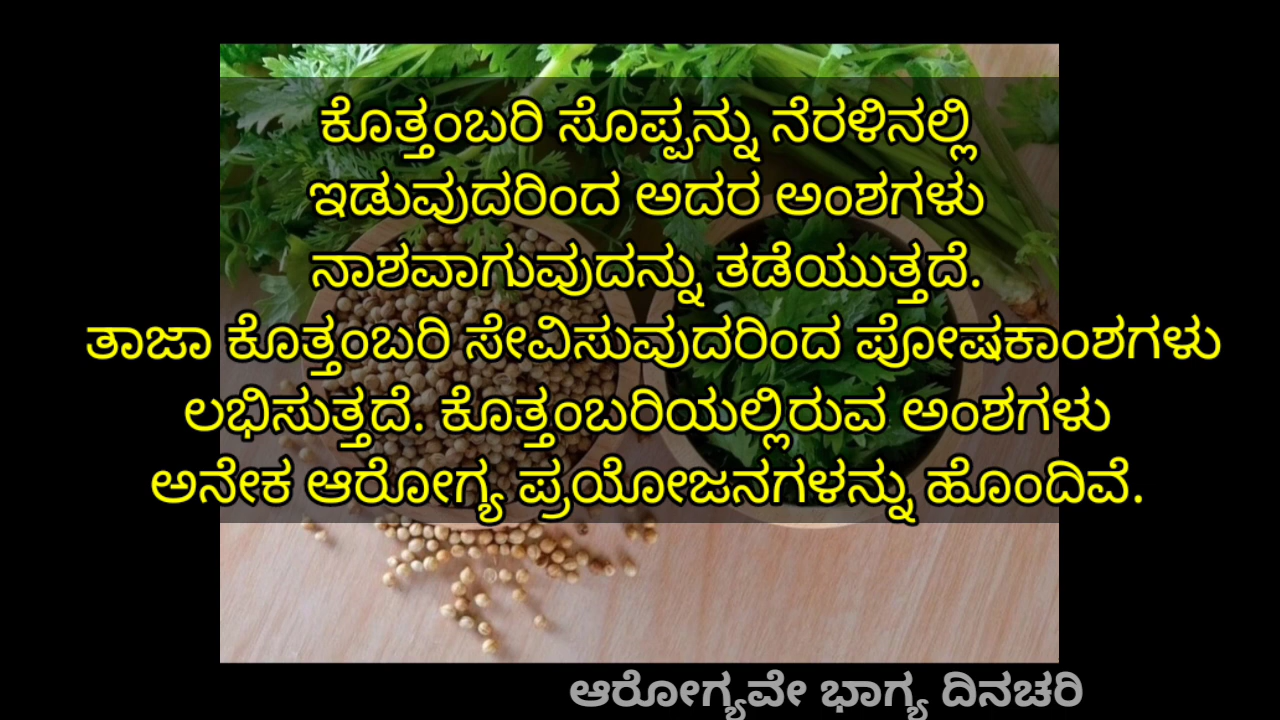 ಕೊತ್ತಂಬರಿ ಸೊಪ್ಪನ್ನು ನೆರಳಿನಲ್ಲಿ
ಇಡುವುದರಿಂದ ಅದರ ಅಂಶಗಳು
ನಾಶವಾಗುವುದನ್ನು ತಡೆಯುತ್ತದೆ.
ತಾಜಾ ಕೊತ್ತಂಬರಿ ಸೇವಿಸುವುದರಿಂದ ಪೋಷಕಾಂಶಗಳು
ಲಭಿಸುತ್ತದೆ. ಕೊತ್ತಂಬರಿಯಲ್ಲಿರುವ ಅಂಶಗಳು
ಅನೇಕ ಆರೋಗ್ಯ ಪ್ರಯೋಜನಗಳನ್ನು ಹೊಂದಿವೆ.
ಆರೋಗ್ಯವೇ ಭಾಗ್ಯ ದಿನಚರಿ